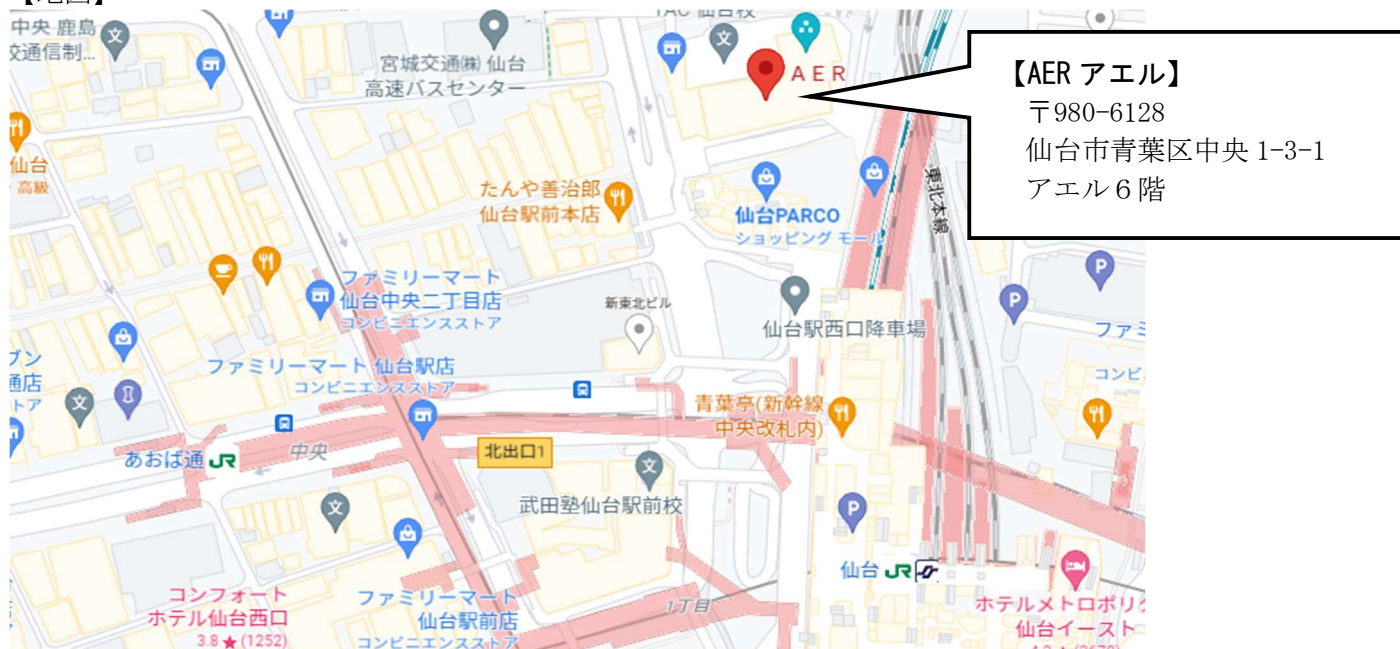 【地図】
中央 鹿島
交通信制...
宮城交通㈱ 仙台
高速バスセンター
TAC 仙台校
AER
【AER アエル】
〒980-6128
仙台市青葉区中央 1-3-1
アエル６階
仙台
高級
たんや善治郎
仙台駅前本店
仙台PARCO
ショッピング モール
東北本線
ファミリーマート
仙台中央二丁目店
コンビニエンスストア
新東北ビル
仙台駅西口降車場
ファミ
コンビ
ブン
通店
トア
ファミリーマート 仙台駅店
コンビニエンスストア
青葉亭(新幹線
中央改札内)
あおば通 JR
中央
北出口1
武田塾仙台駅前校
仙台 JR
コンフォート
ホテル仙台西口
3.8 ★ (1252)
ファミリーマート
仙台駅前店
コンビニエンスストア
1丁目
ホテルメトロポリ
仙台イースト